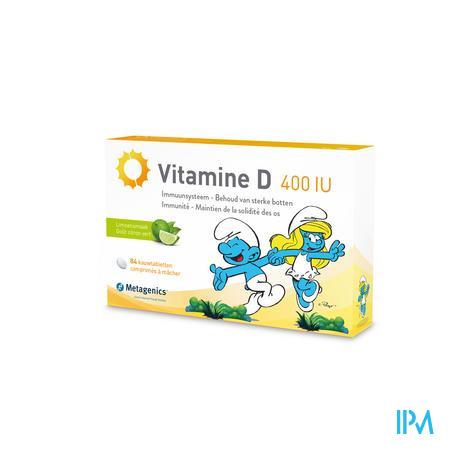 Vitamine D 400 IU
Immuunsysteem - Behoud van sterke botten
Immunité - Maintien de la solidité des os
Limoensmaak
Goût citron vert
84 kauwtabletten
comprimés à mâcher
Metagenics
IPM